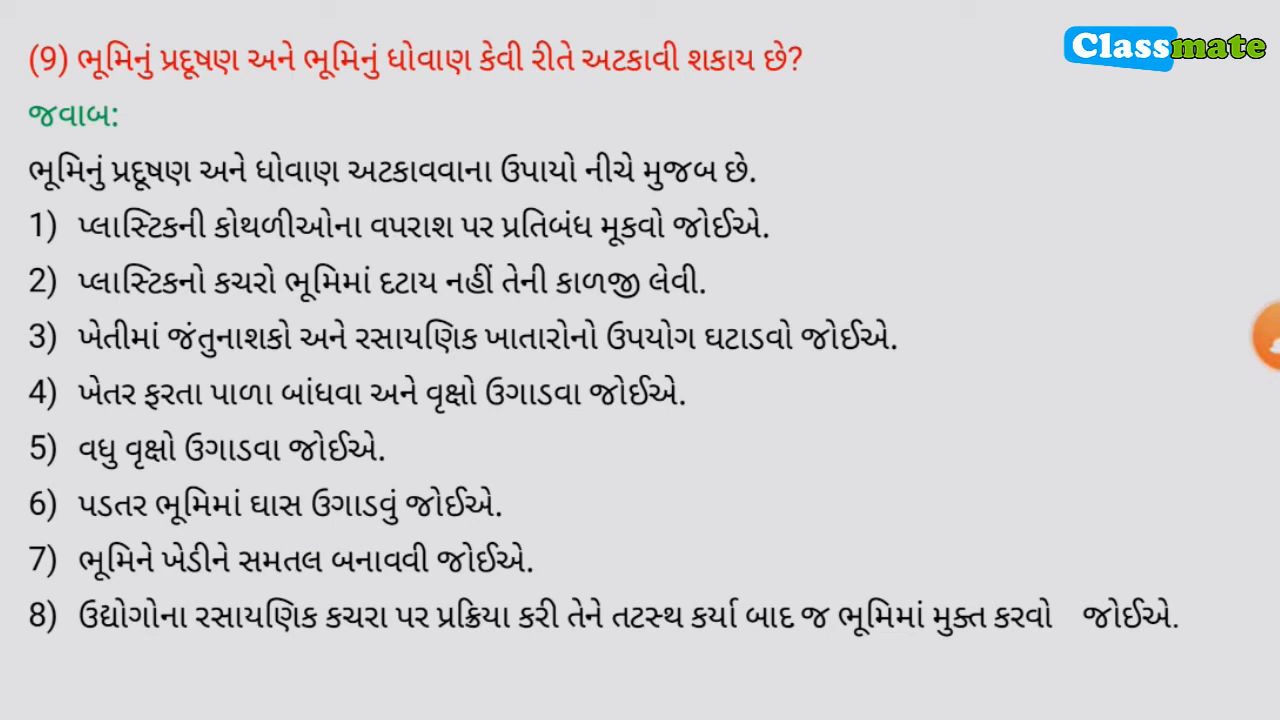 Classmate
(9) ભૂમિનું પ્રદૂષણ અને ભૂમિનું ધોવાણ કેવી રીતે અટકાવી શકાય છે?
જવાબ:
ભૂમિનું પ્રદૂષણ અને ધોવાણ અટકાવવાના ઉપાયો નીચે મુજબ છે.
1) પ્લાસ્ટિકની કોથળીઓના વપરાશ પર પ્રતિબંધ મૂકવો જોઈએ.
2) પ્લાસ્ટિકનો કચરો ભૂમિમાં દટાય નહીં તેની કાળજી લેવી.
3) ખેતીમાં જંતુનાશકો અને રસાયણિક ખાતારોનો ઉપયોગ ઘટાડવો જોઈએ.
4) ખેતર ફરતા પાળા બાંધવા અને વૃક્ષો ઉગાડવા જોઈએ.
5) વધુ વૃક્ષો ઉગાડવા જોઈએ.
6) પડતર ભૂમિમાં ઘાસ ઉગાડવું જોઈએ.
7) ભૂમિને ખેડીને સમતલ બનાવવી જોઈએ.
8) ઉદ્યોગોના રસાયણિક કચરા પર પ્રક્રિયા કરી તેને તટસ્થ કર્યા બાદ જ ભૂમિમાં મુક્ત કરવો જોઈએ.